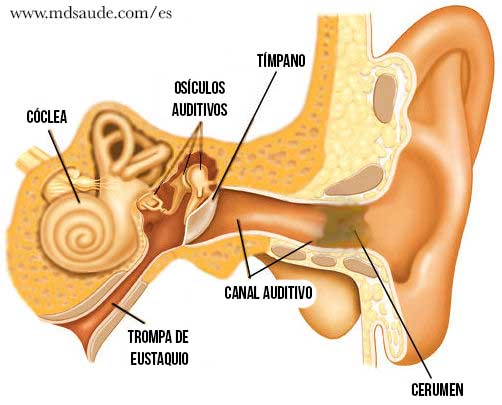 www.mdsaude.com/es
TÍMPANO
OSÍCULOS
AUDITIVOS
CÓCLEA
CANAL AUDITIVO
TROMPA DE
EUSTAQUIO
CERUMEN